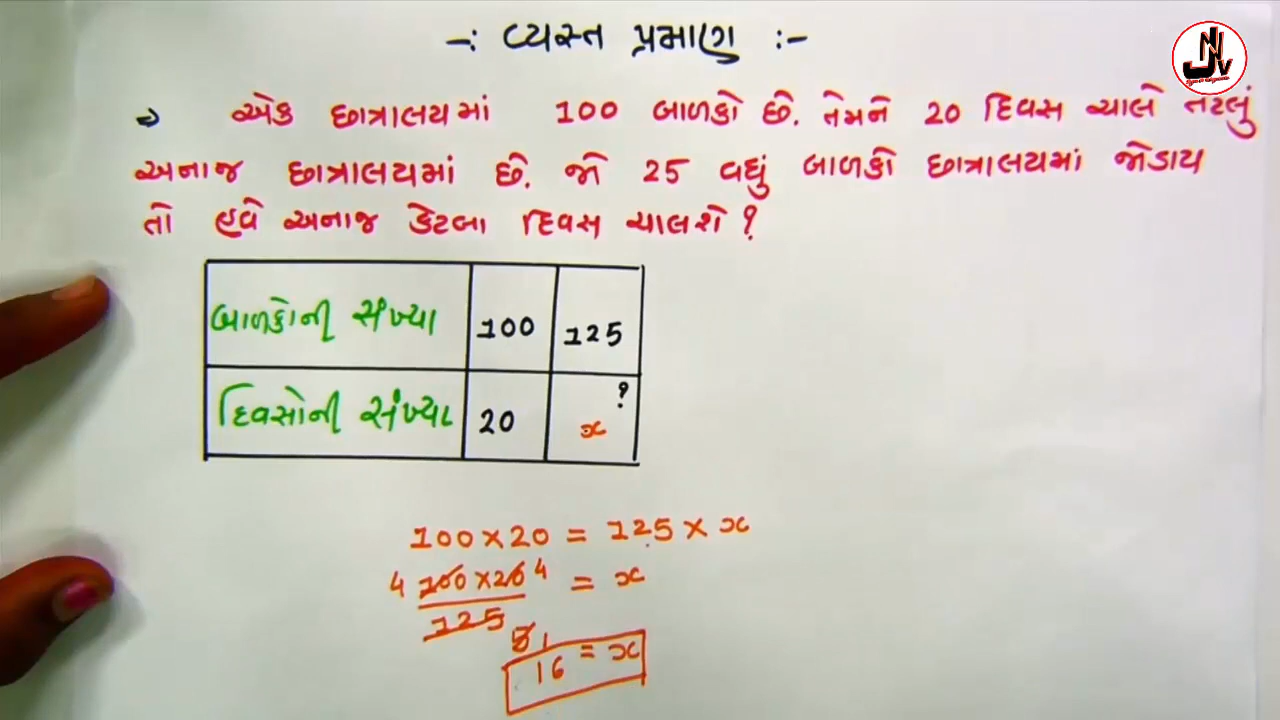 -: વ્યસ્ત પ્રમાણ :-
JNV
→ એક છાત્રાલયમાં 100 બાળકો છે. તેમને 20 દિવસ ચાલે તેટલું
અનાજ છાત્રાલયમાં છે. જો 25 વધું બાળકો છાત્રાલયમાં જોડાય
તો હવે અનાજ કેટલા દિવસ ચાલશે ?
બાળકોની સંખ્યા 100 125
દિવસોની સંખ્યા 20 x ?
100 × 20 = 125 × x
4 100 × 20 4 = x
125 5 1
16 = x